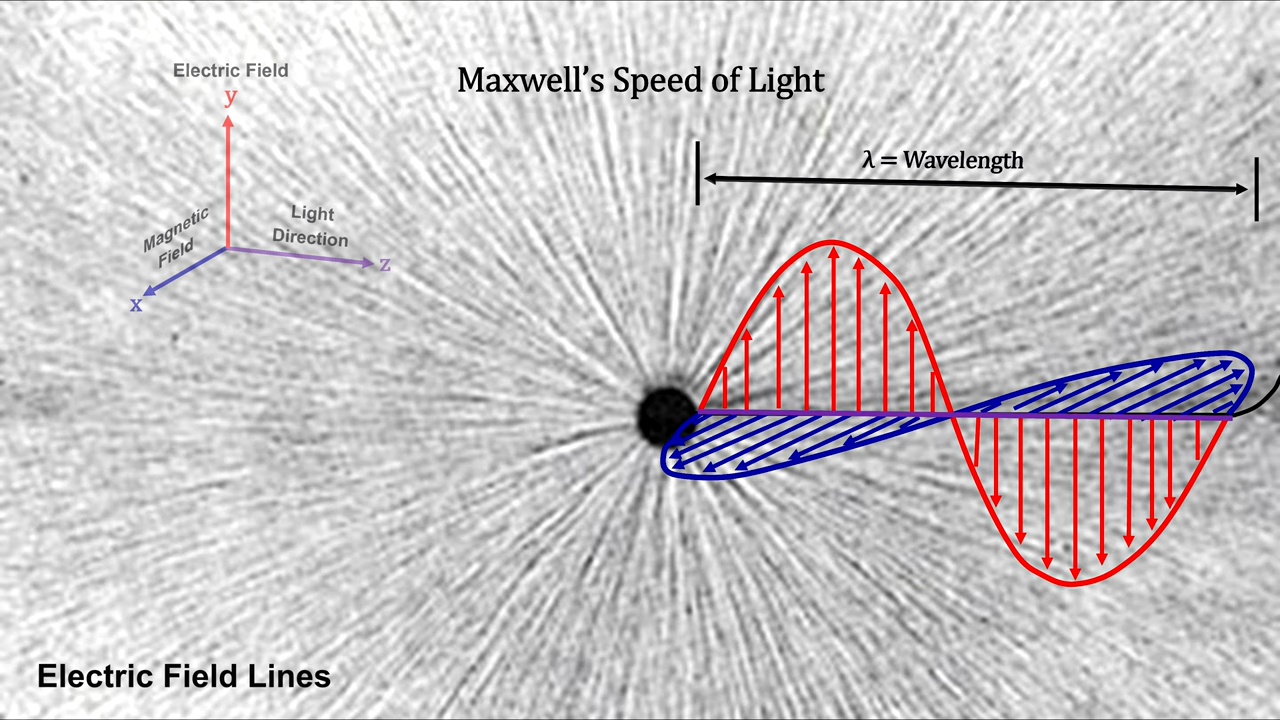 Maxwell’s Speed of Light
Electric Field
y
Magnetic
Field
Light
Direction
x
z
λ = Wavelength
Electric Field Lines